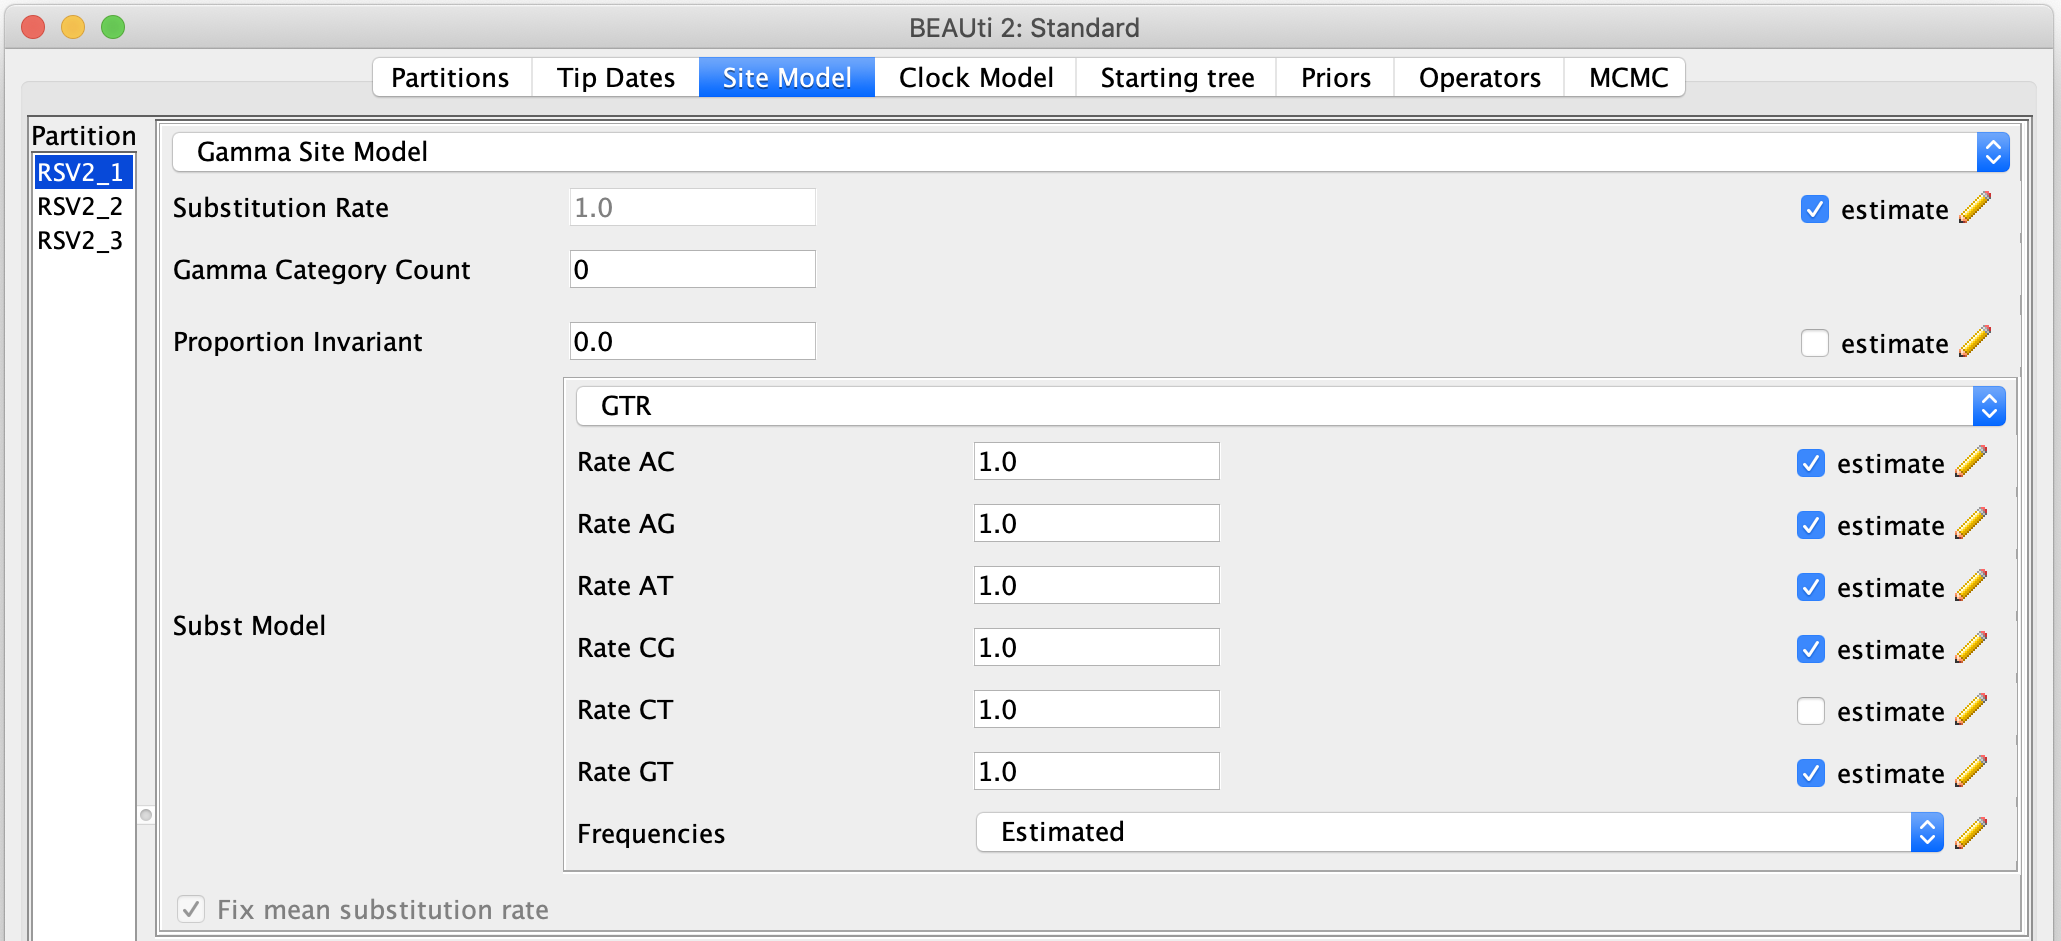 BEAUti 2: Standard
Partitions Tip Dates Site Model Clock Model Starting tree Priors Operators MCMC
Partition
RSV2_1
RSV2_2
RSV2_3
Gamma Site Model
Substitution Rate 1.0 estimate
Gamma Category Count 0
Proportion Invariant 0.0 estimate
Subst Model
GTR
Rate AC 1.0 estimate
Rate AG 1.0 estimate
Rate AT 1.0 estimate
Rate CG 1.0 estimate
Rate CT 1.0 estimate
Rate GT 1.0 estimate
Frequencies Estimated
Fix mean substitution rate